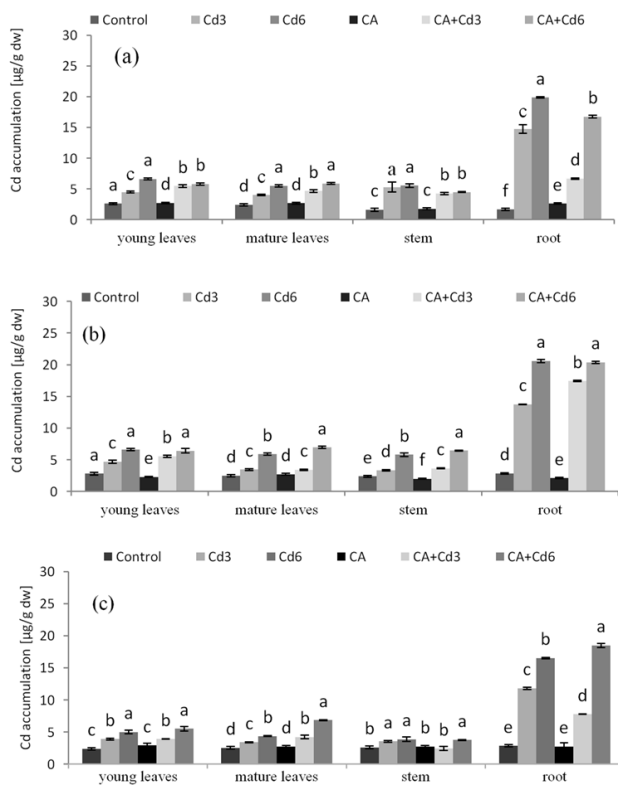 Control Cd3 Cd6 CA CA+Cd3 CA+Cd6
30
(a)
25
a
20
b
c
15
10
d
a b b a a
c c a b a b b
5
a d d d c c f e
0
young leaves mature leaves stem root
Cd accumulation [µg/g dw]
Control Cd3 Cd6 CA CA+Cd3 CA+Cd6
30
(b)
25
a a
20
b
c
15
10
a b a b a b a
5
a c e d c d c e c f c d e
0
young leaves mature leaves stem root
Cd accumulation [µg/g dw]
Control Cd3 Cd6 CA CA+Cd3 CA+Cd6
30
(c)
25
a
20
b
15
c
10
d
a
5
c b a c b a d c b d b b a a b b a e e
0
young leaves mature leaves stem root
Cd accumulation [µg/g dw]